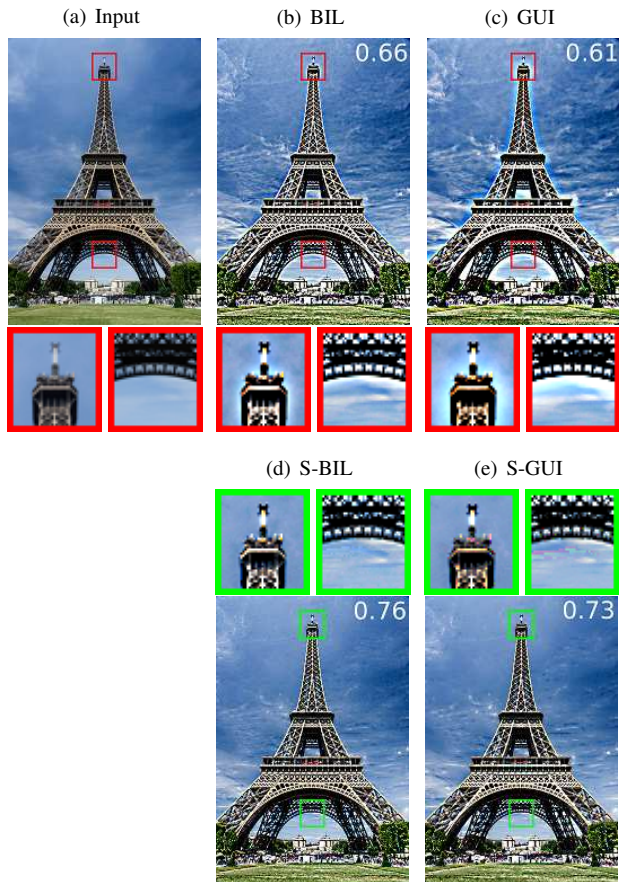 (a) Input
(b) BIL
(c) GUI
0.66
0.61
(d) S-BIL
(e) S-GUI
0.76
0.73